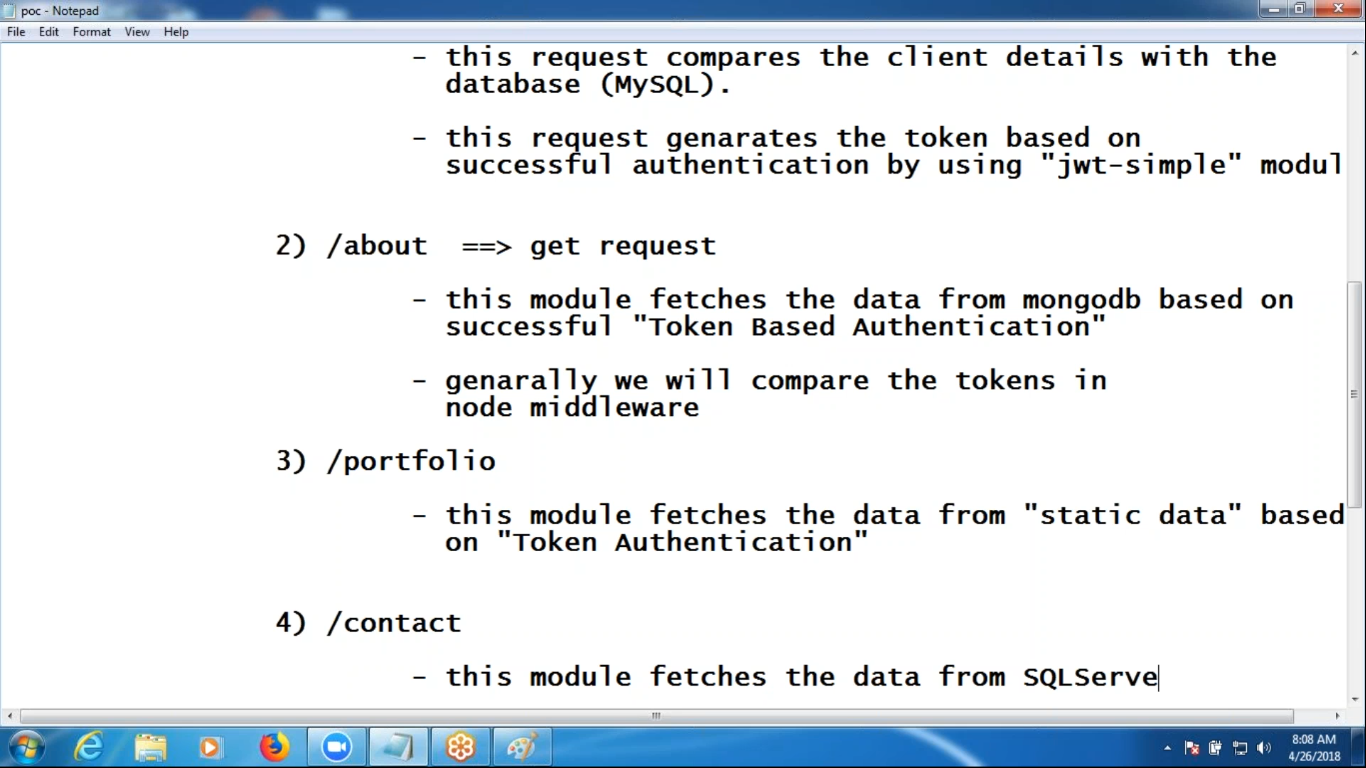 poc - Notepad
File Edit Format View Help
- this request compares the client details with the
database (MySQL).
- this request genarates the token based on
successful authentication by using "jwt-simple" modul
2) /about ==> get request
- this module fetches the data from mongodb based on
successful "Token Based Authentication"
- genarally we will compare the tokens in
node middleware
3) /portfolio
- this module fetches the data from "static data" based
on "Token Authentication"
4) /contact
- this module fetches the data from SQLServe
8:08 AM
4/26/2018